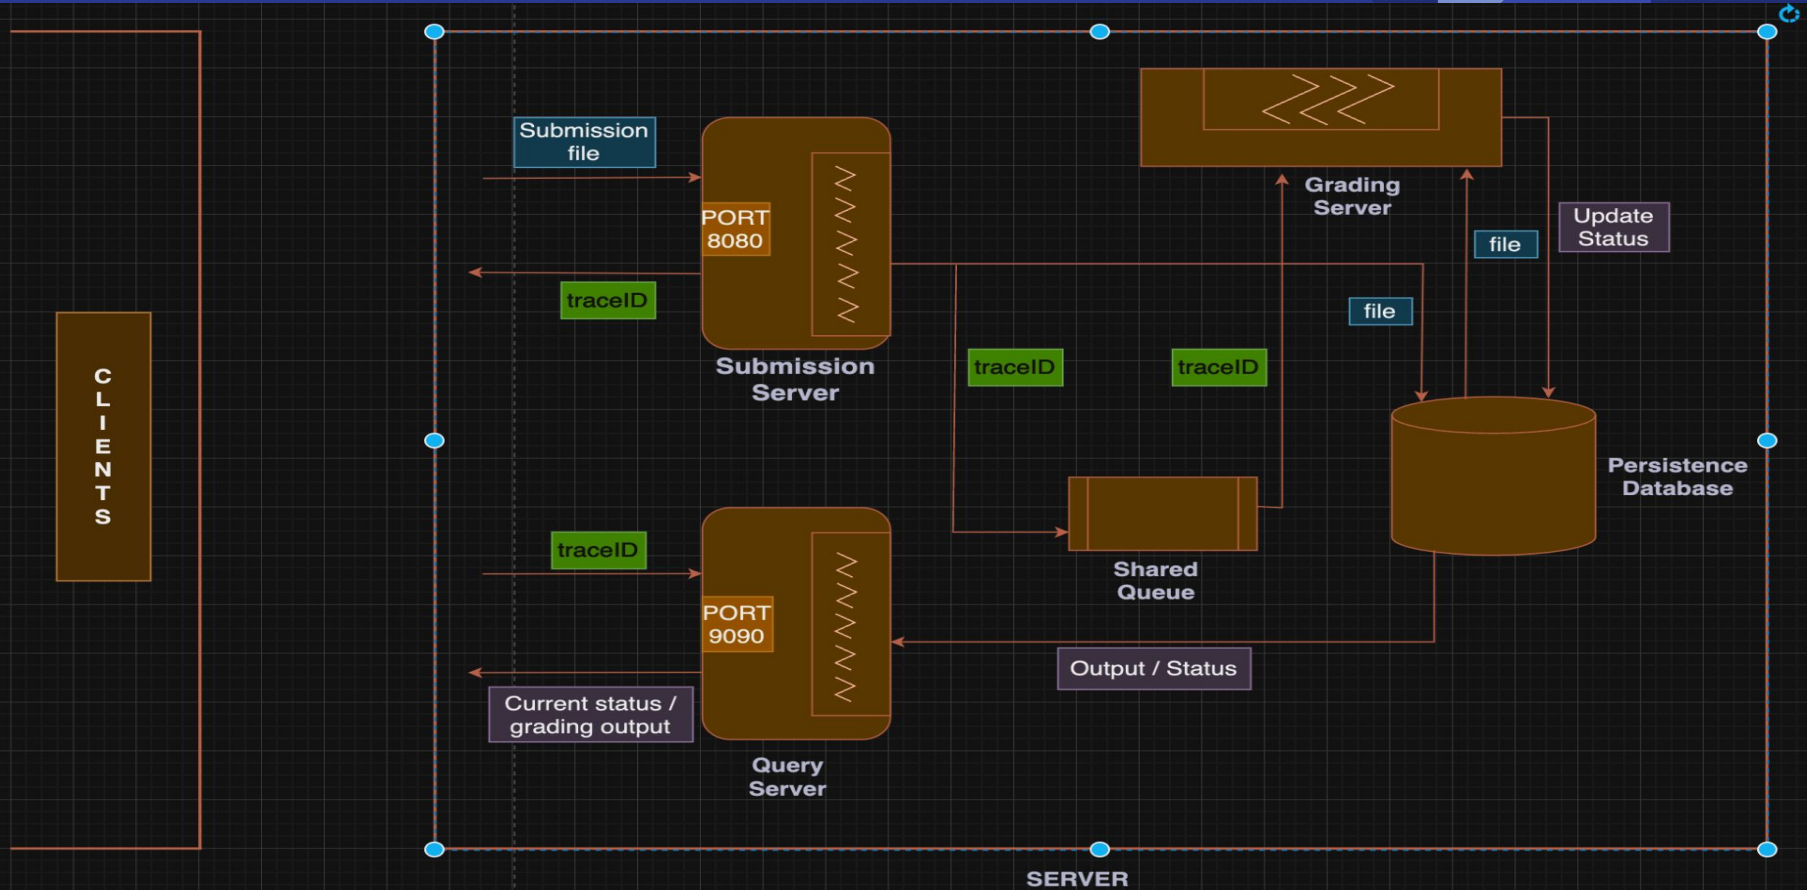 CLIENTS
Submission
file
PORT
8080
traceID
Submission
Server
traceID
PORT
9090
Current status /
grading output
Query
Server
traceID
traceID
Shared
Queue
Output / Status
Grading
Server
file
file
Update
Status
Persistence
Database
SERVER